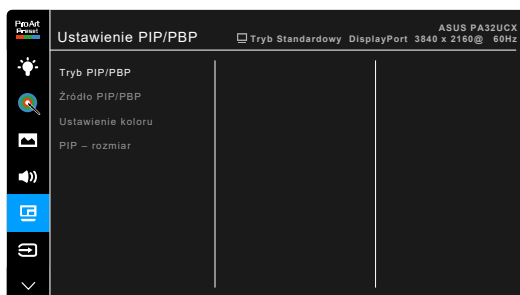 ProArt
Preset
Ustawienie PIP/PBP
ASUS PA32UCX
Tryb Standardowy DisplayPort 3840 x 2160@ 60Hz
Tryb PIP/PBP
Źródło PIP/PBP
Ustawienie koloru
PIP – rozmiar